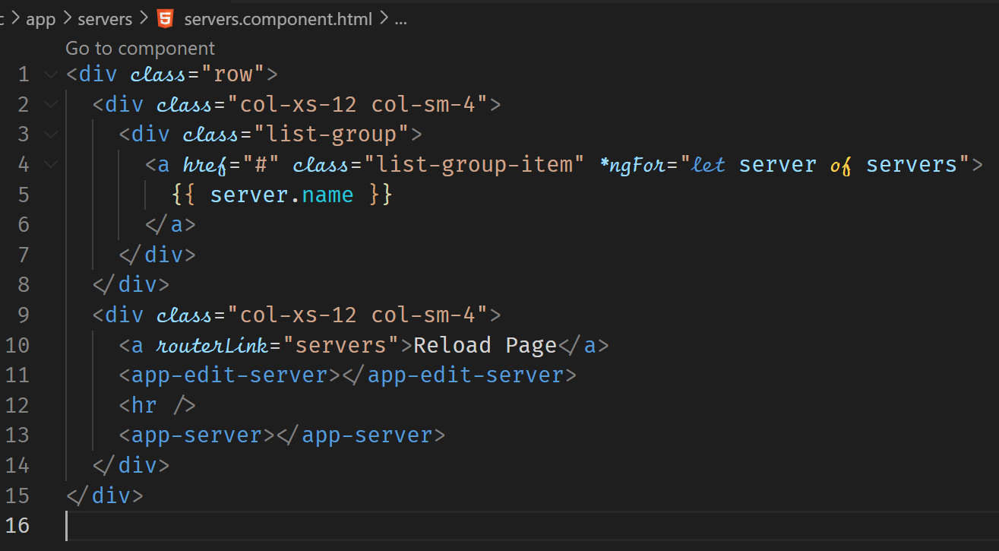 c > app > servers > servers.component.html > ...
Go to component
1 <div class="row">
2 <div class="col-xs-12 col-sm-4">
3 <div class="list-group">
4 <a href="#" class="list-group-item" *ngFor="let server of servers">
5 {{ server.name }}
6 </a>
7 </div>
8 </div>
9 <div class="col-xs-12 col-sm-4">
10 <a routerLink="servers">Reload Page</a>
11 <app-edit-server></app-edit-server>
12 <hr />
13 <app-server></app-server>
14 </div>
15 </div>
16